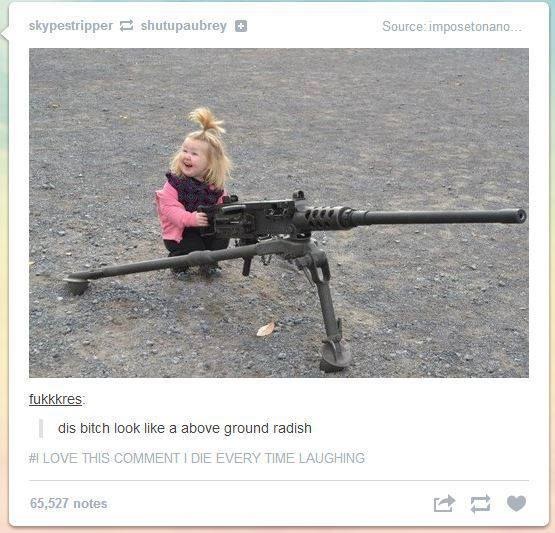 skypestripper shutupaubrey Source: imposetonano...
fukkkres:
dis bitch look like a above ground radish
#I LOVE THIS COMMENT I DIE EVERY TIME LAUGHING
65,527 notes